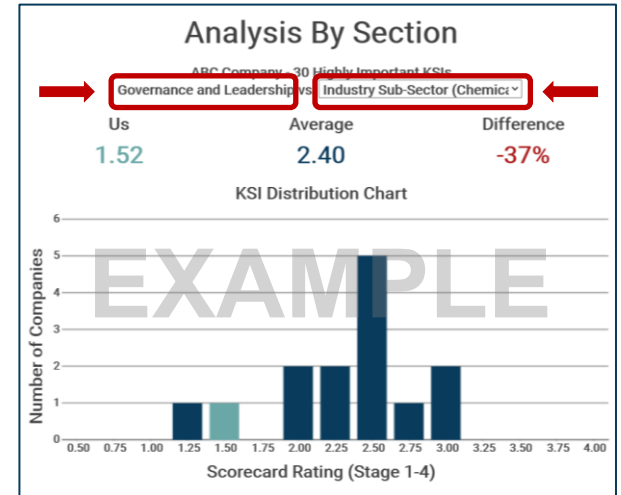 Analysis By Section
ABC Company - 30 Highly Important KSIs
Governance and Leadership vs Industry Sub-Sector (Chemica
Us Average Difference
1.52 2.40 -37%
KSI Distribution Chart
EXAMPLE
Number of Companies
6
5
4
3
2
1
0
0.50 0.75 1.00 1.25 1.50 1.75 2.00 2.25 2.50 2.75 3.00 3.25 3.50 3.75 4.00
Scorecard Rating (Stage 1-4)